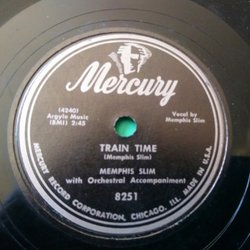 Mercury
(4240)
Argyle Music
(BMI) 2:45
Vocal by
Memphis Slim
TRAIN TIME
(Memphis Slim)
MEMPHIS SLIM
with Orchestral Accompaniment
8251
MERCURY RECORD CORPORATION, CHICAGO, ILL. MADE IN U.S.A.